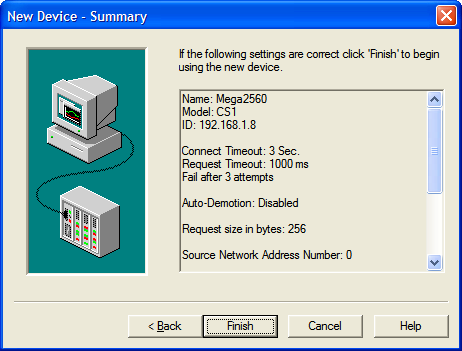 New Device - Summary
If the following settings are correct click 'Finish' to begin
using the new device.
Name: Mega2560
Model: CS1
ID: 192.168.1.8
Connect Timeout: 3 Sec.
Request Timeout: 1000 ms
Fail after 3 attempts
Auto-Demotion: Disabled
Request size in bytes: 256
Source Network Address Number: 0
< Back
Finish
Cancel
Help